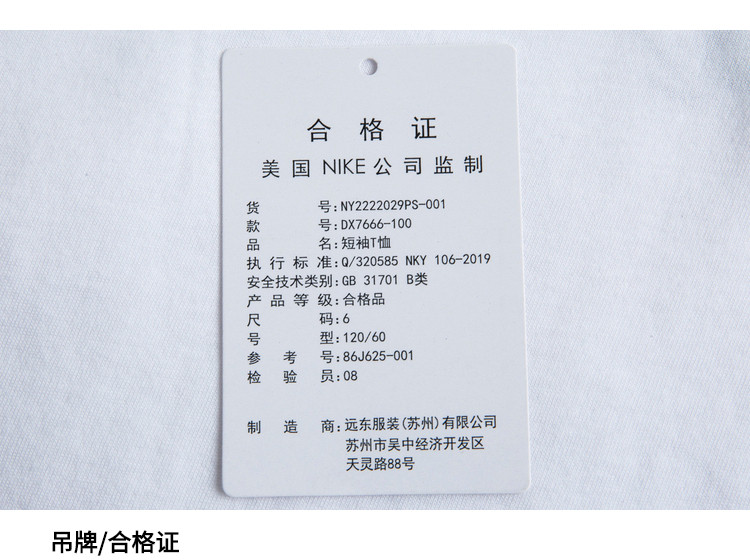 合格证
美国NIKE公司监制
货号:NY2222029PS-001
款号:DX7666-100
品名:短袖T恤
执行标准:Q/320585 NKY 106-2019
安全技术类别:GB 31701 B类
产品等级:合格品
尺码:6
号型:120/60
参考号:86J625-001
检验员:08
制造商:远东服装(苏州)有限公司
苏州市吴中经济开发区
天灵路88号
吊牌/合格证